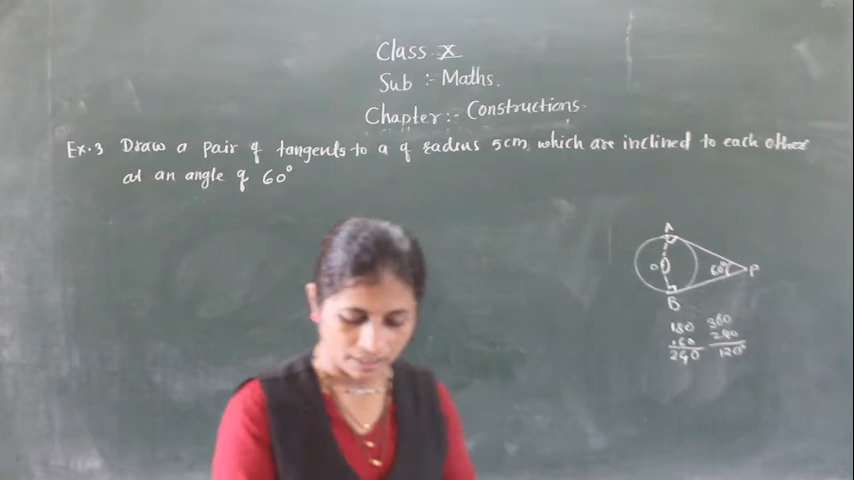 Class X
Sub :- Maths.
Chapter:- Constructions.
Ex.3 Draw a pair of tangents to a of radius 5cm which are inclined to each other
at an angle of 60°
A
O
60°
P
B
180 360
+60 240
240 120°